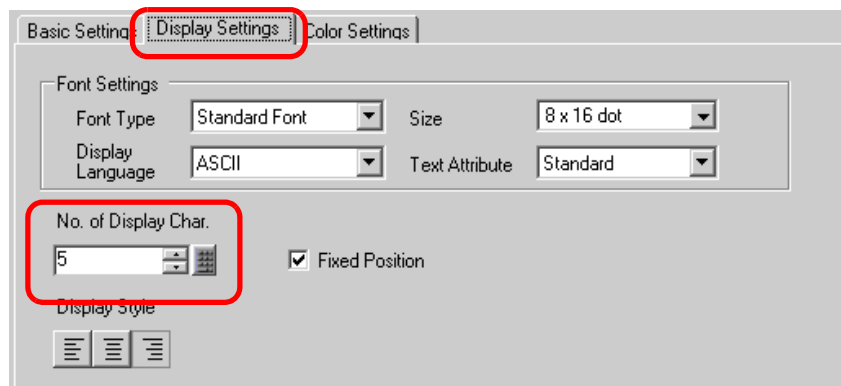 Basic Settings Display Settings Color Settings
Font Settings
Font Type Standard Font Size 8 x 16 dot
Display Language ASCII Text Attribute Standard
No. of Display Char.
5 Fixed Position
Display Style